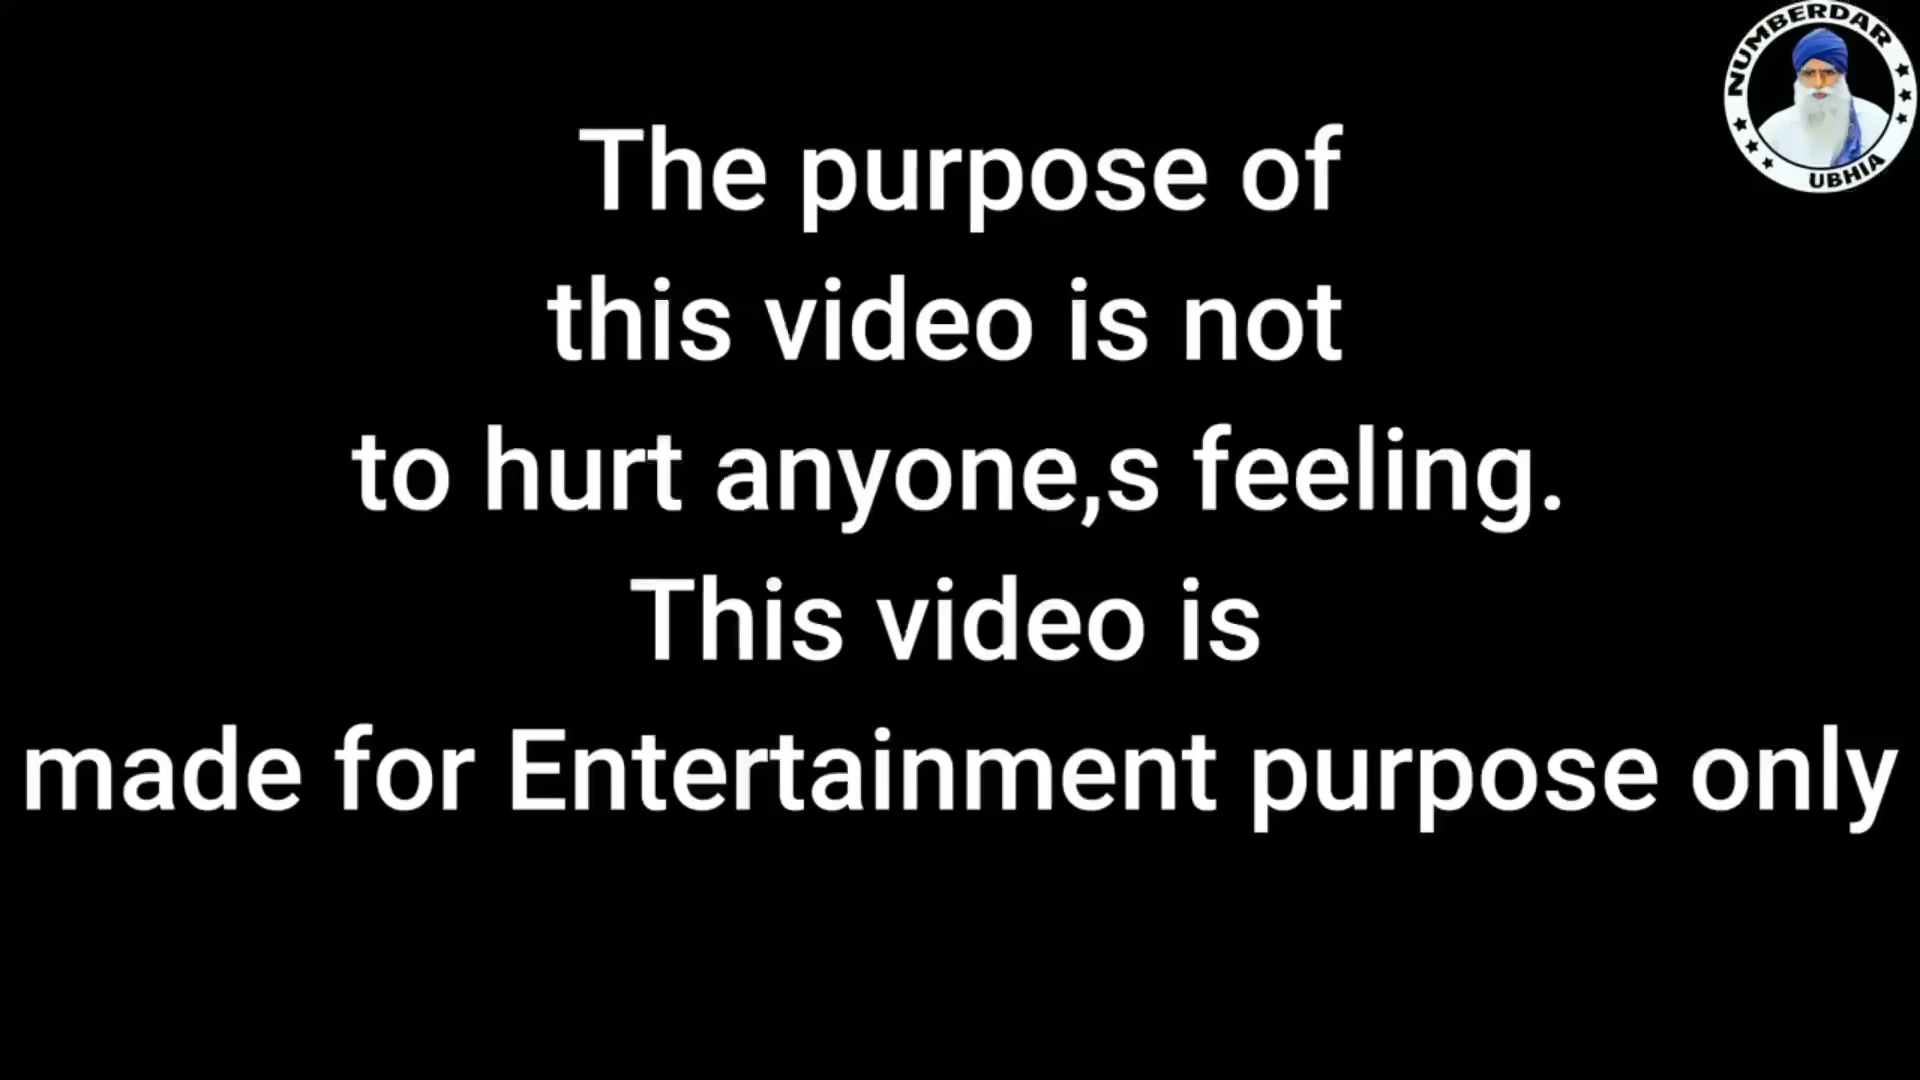 NUMBERDAR
UBHIA
The purpose of
this video is not
to hurt anyone,s feeling.
This video is
made for Entertainment purpose only